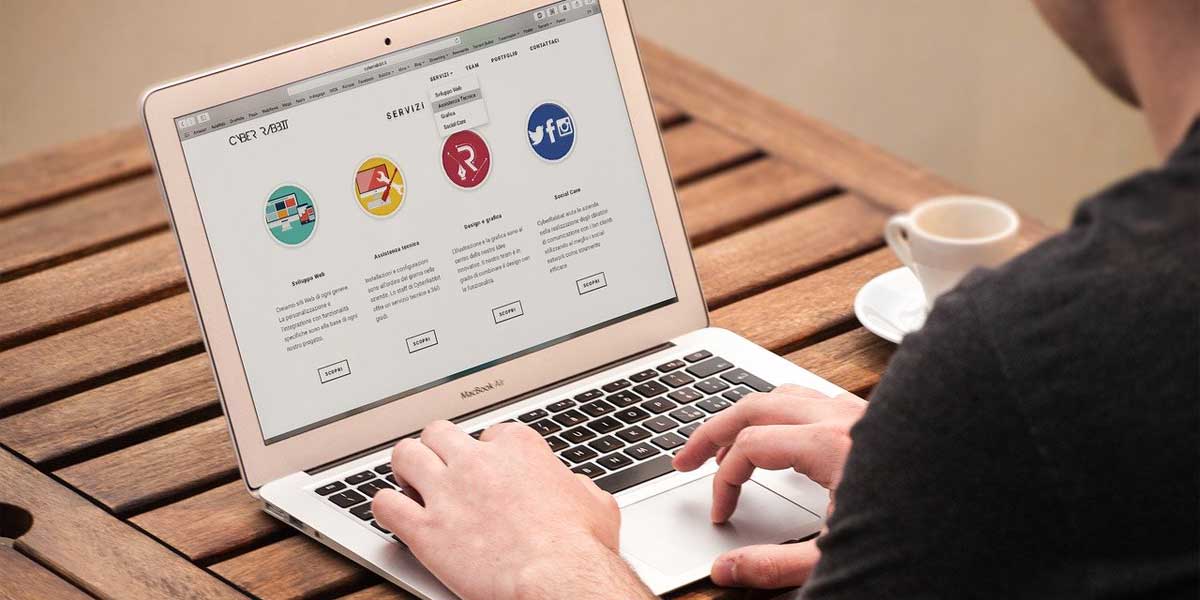 cyberrabbit.it
SERVIZI
TEAM
PORTFOLIO
CONTATTACI
CYBER RABBIT
SERVIZI
Sviluppo Web
Assistenza Tecnica
Grafica
Social Care
Sviluppo Web
Creiamo siti Web di ogni genere.
La personalizzazione e
l'integrazione con funzionalità
specifiche sono alla base di ogni
nostro progetto.
SCOPRI
Assistenza tecnica
Installazioni e configurazioni
sono all'ordine del giorno nelle
aziende. Lo staff di CyberRabbit
offre un servizio tecnico a 360
gradi.
SCOPRI
Design e grafica
L'illustrazione e la grafica sono al
centro delle nostre idee
innovative. Il nostro team è in
grado di combinare il design con
la funzionalità.
SCOPRI
Social Care
CyberRabbit aiuta le aziende
nella realizzazione degli obiettivi
di comunicazione con i tan clienti
utilizzando al meglio i social
network come strumento
efficace.
SCOPRI
MacBook Air